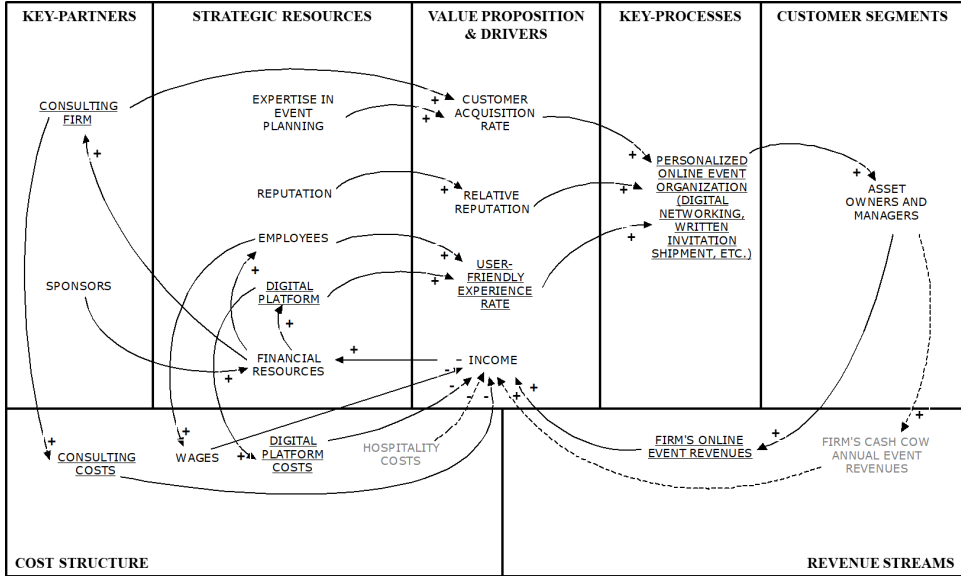 KEY-PARTNERS
STRATEGIC RESOURCES
VALUE PROPOSITION
& DRIVERS
KEY-PROCESSES
CUSTOMER SEGMENTS
CONSULTING
FIRM
SPONSORS
EXPERTISE IN
EVENT
PLANNING
REPUTATION
EMPLOYEES
DIGITAL
PLATFORM
FINANCIAL
RESOURCES
CUSTOMER
ACQUISITION
RATE
RELATIVE
REPUTATION
USER-
FRIENDLY
EXPERIENCE
RATE
INCOME
PERSONALIZED
ONLINE EVENT
ORGANIZATION
(DIGITAL
NETWORKING,
WRITTEN
INVITATION
SHIPMENT, ETC.)
ASSET
OWNERS AND
MANAGERS
CONSULTING
COSTS
WAGES
DIGITAL
PLATFORM
COSTS
HOSPITALITY
COSTS
FIRM'S ONLINE
EVENT REVENUES
FIRM'S CASH COW
ANNUAL EVENT
REVENUES
COST STRUCTURE
REVENUE STREAMS